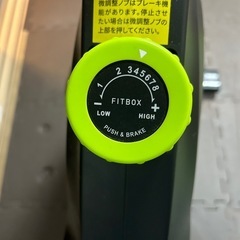 微調整ノブはブレーキ機
能があります。停止させ
たい場合は微調整ノブの
上部を押してください。
1 2 345678
− +
FITBOX
LOW HIGH
PUSH & BRAKE